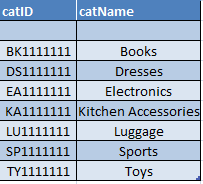 catID catName
BK1111111 Books
DS1111111 Dresses
EA1111111 Electronics
KA1111111 Kitchen Accessories
LU1111111 Luggage
SP1111111 Sports
TY1111111 Toys